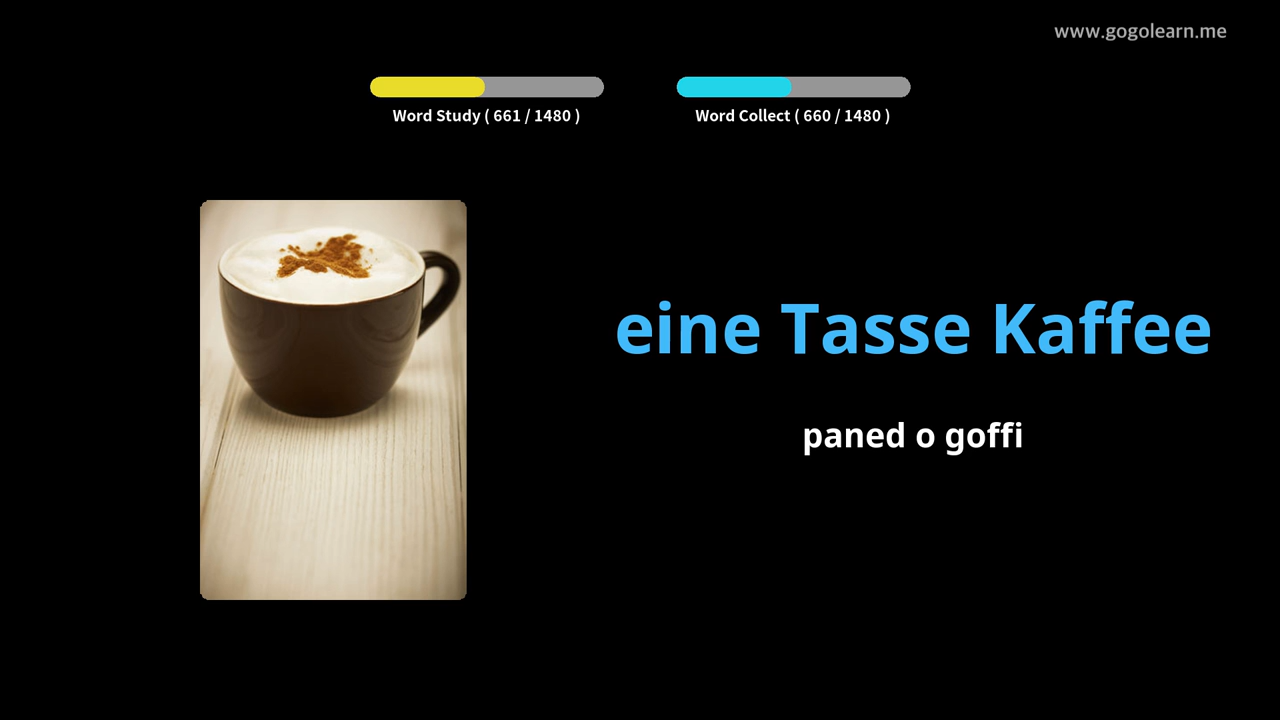 www.gogolearn.me
Word Study ( 661 / 1480 )
Word Collect ( 660 / 1480 )
eine Tasse Kaffee
paned o goffi